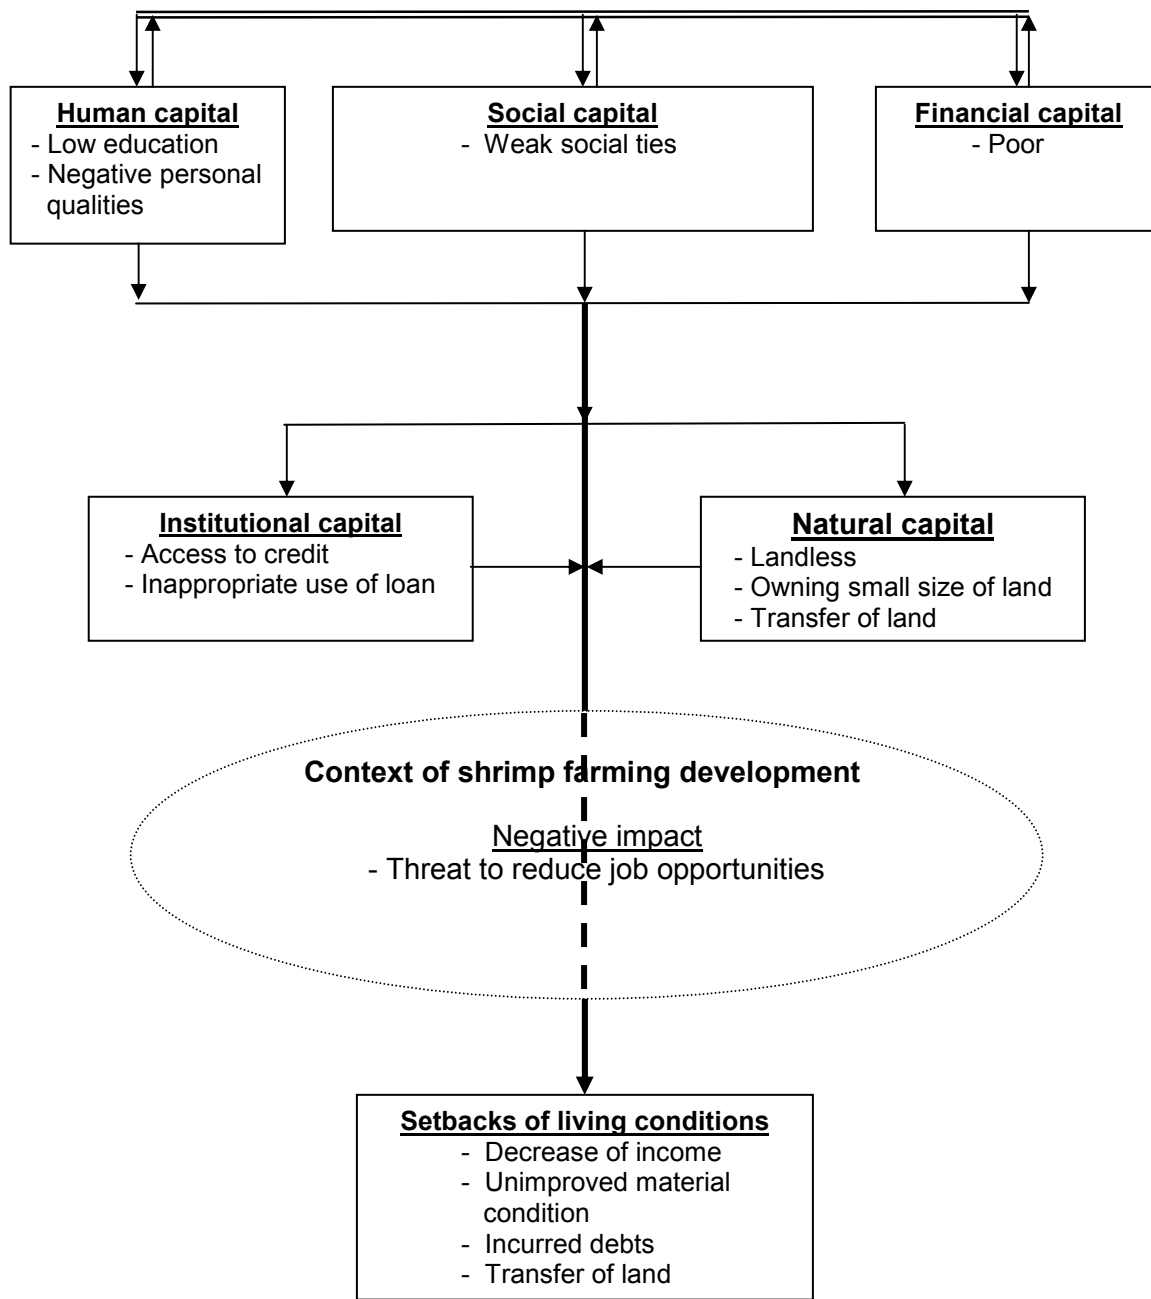 Human capital
- Low education
- Negative personal
qualities
Social capital
- Weak social ties
Financial capital
- Poor
Institutional capital
- Access to credit
- Inappropriate use of loan
Natural capital
- Landless
- Owning small size of land
- Transfer of land
Context of shrimp farming development
Negative impact
- Threat to reduce job opportunities
Setbacks of living conditions
- Decrease of income
- Unimproved material
condition
- Incurred debts
- Transfer of land